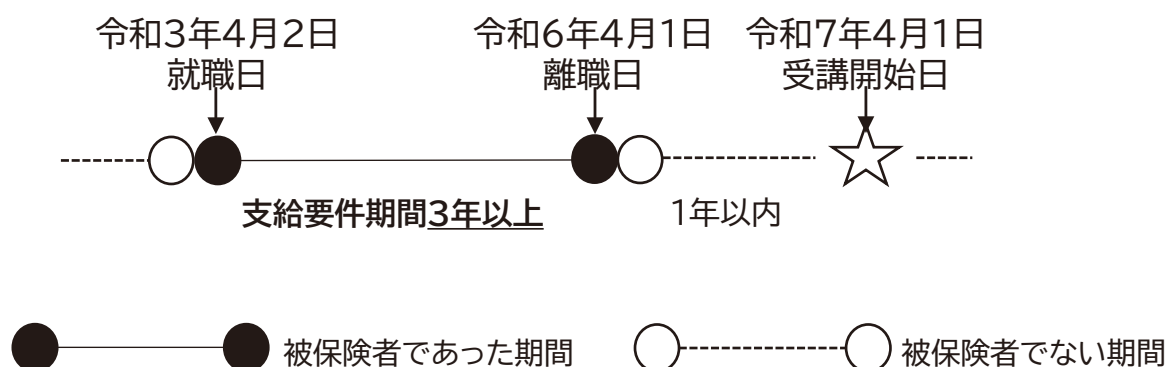 令和3年4月2日 令和6年4月1日 令和7年4月1日
就職日 離職日 受講開始日
支給要件期間3年以上 1年以内
被保険者であった期間 被保険者でない期間